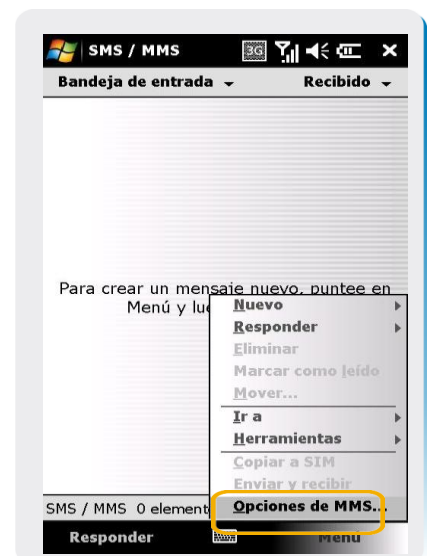 SMS / MMS 3G
Bandeja de entrada Recibido
Para crear un mensaje nuevo, puntee en
Menú y lue
Nuevo
Responder
Eliminar
Marcar como leído
Mover...
Ir a
Herramientas
Copiar a SIM
Enviar y recibir
Opciones de MMS...
SMS / MMS 0 element
Responder Menú